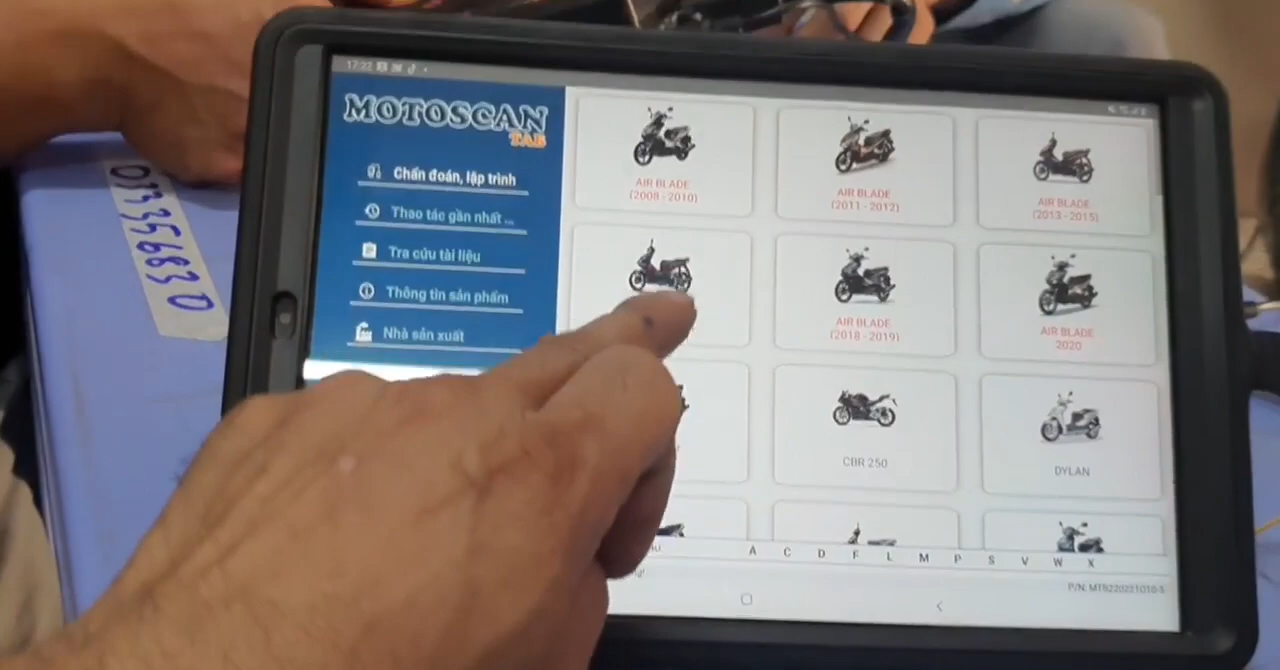 17:22
MOTOSCAN
TAB
Chẩn đoán, lập trình
Thao tác gần nhất ...
Tra cứu tài liệu
Thông tin sản phẩm
Nhà sản xuất
AIR BLADE
(2008 - 2010)
AIR BLADE
(2011 - 2012)
AIR BLADE
(2013 - 2015)
AIR BLADE
(2018 - 2019)
AIR BLADE
2020
CBR 250
DYLAN
A C D F L M P S V W X